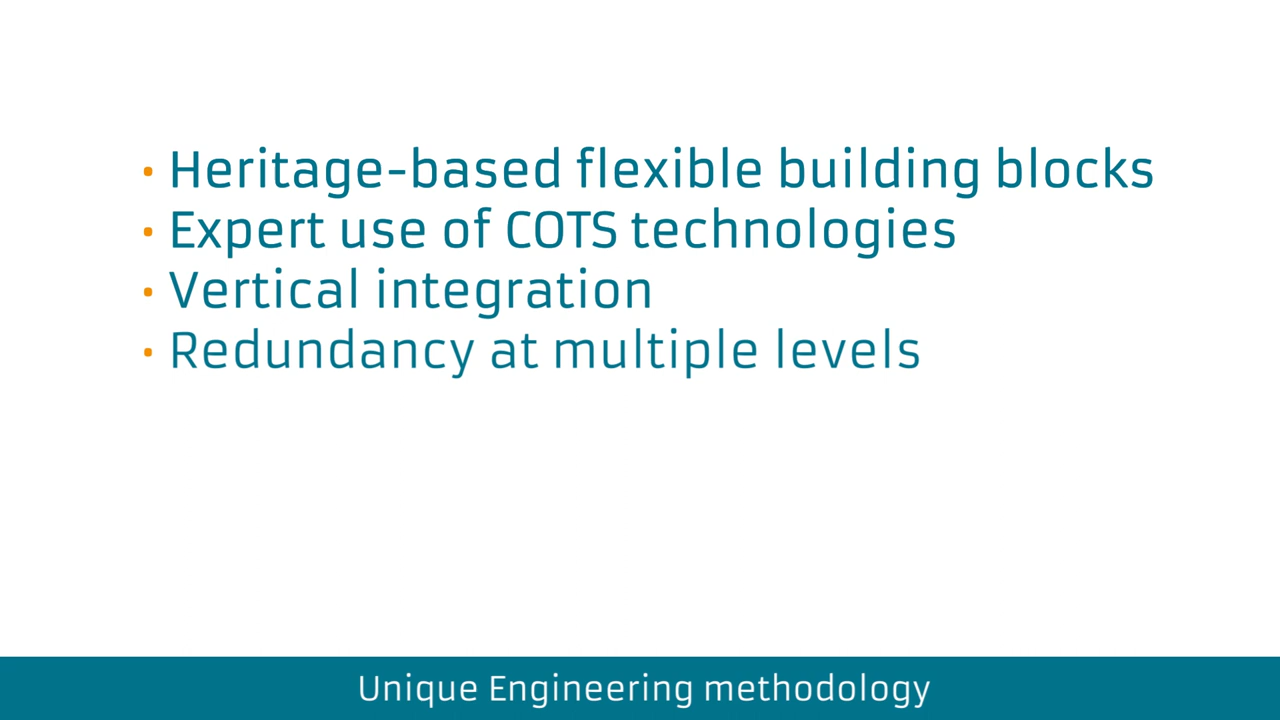 • Heritage-based flexible building blocks
• Expert use of COTS technologies
• Vertical integration
• Redundancy at multiple levels
Unique Engineering methodology